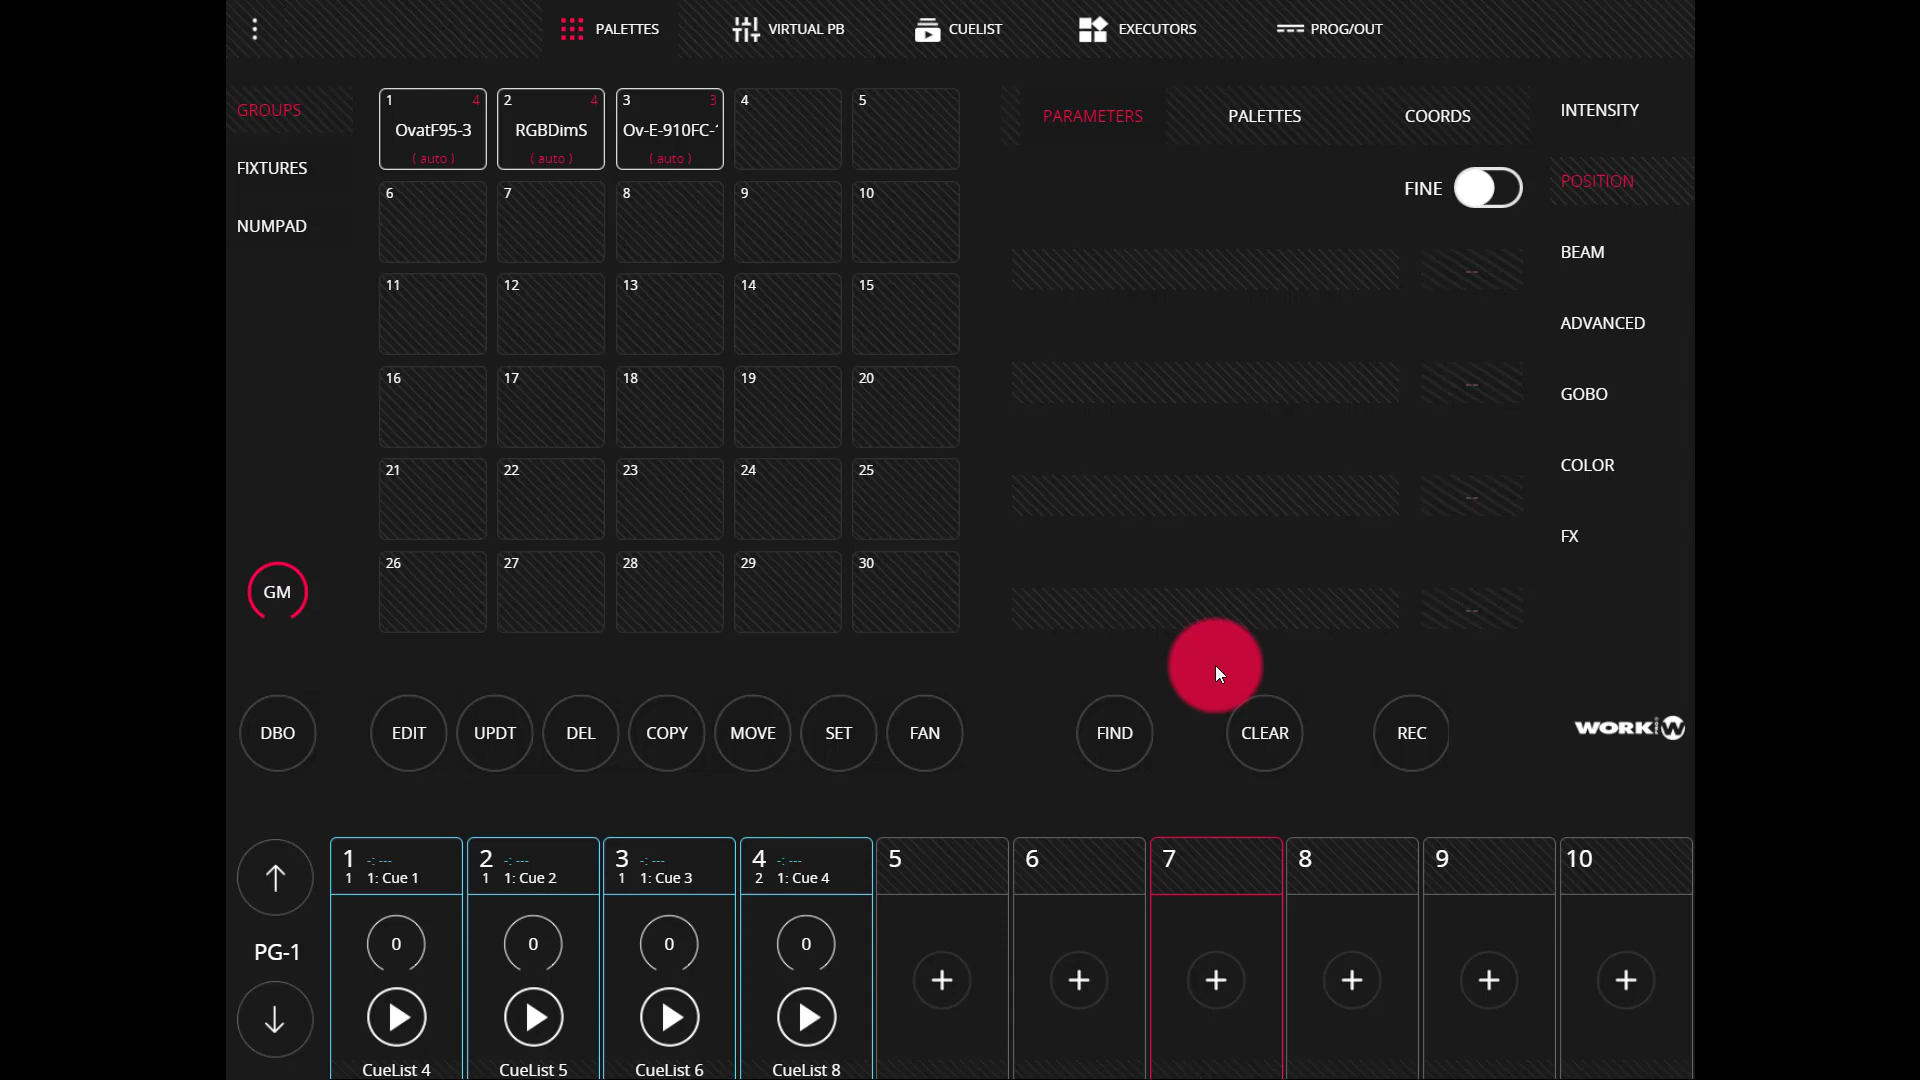 PALETTES
VIRTUAL PB
CUELIST
EXECUTORS
PROG/OUT
GROUPS
FIXTURES
NUMPAD
1 4
OvatF95-3
( auto )
2 4
RGBDimS
( auto )
3 3
Ov-E-910FC-
( auto )
4
5
6
7
8
9
10
11
12
13
14
15
16
17
18
19
20
21
22
23
24
25
26
27
28
29
30
PARAMETERS
PALETTES
COORDS
FINE
--
--
--
--
INTENSITY
POSITION
BEAM
ADVANCED
GOBO
COLOR
FX
GM
DBO
EDIT
UPDT
DEL
COPY
MOVE
SET
FAN
FIND
CLEAR
REC
WORK PRO W
PG-1
1 -: ---
1 1: Cue 1
0
CueList 4
2 -: ---
1 1: Cue 2
0
CueList 5
3 -: ---
1 1: Cue 3
0
CueList 6
4 -: ---
2 1: Cue 4
0
CueList 8
5
+
6
+
7
+
8
+
9
+
10
+